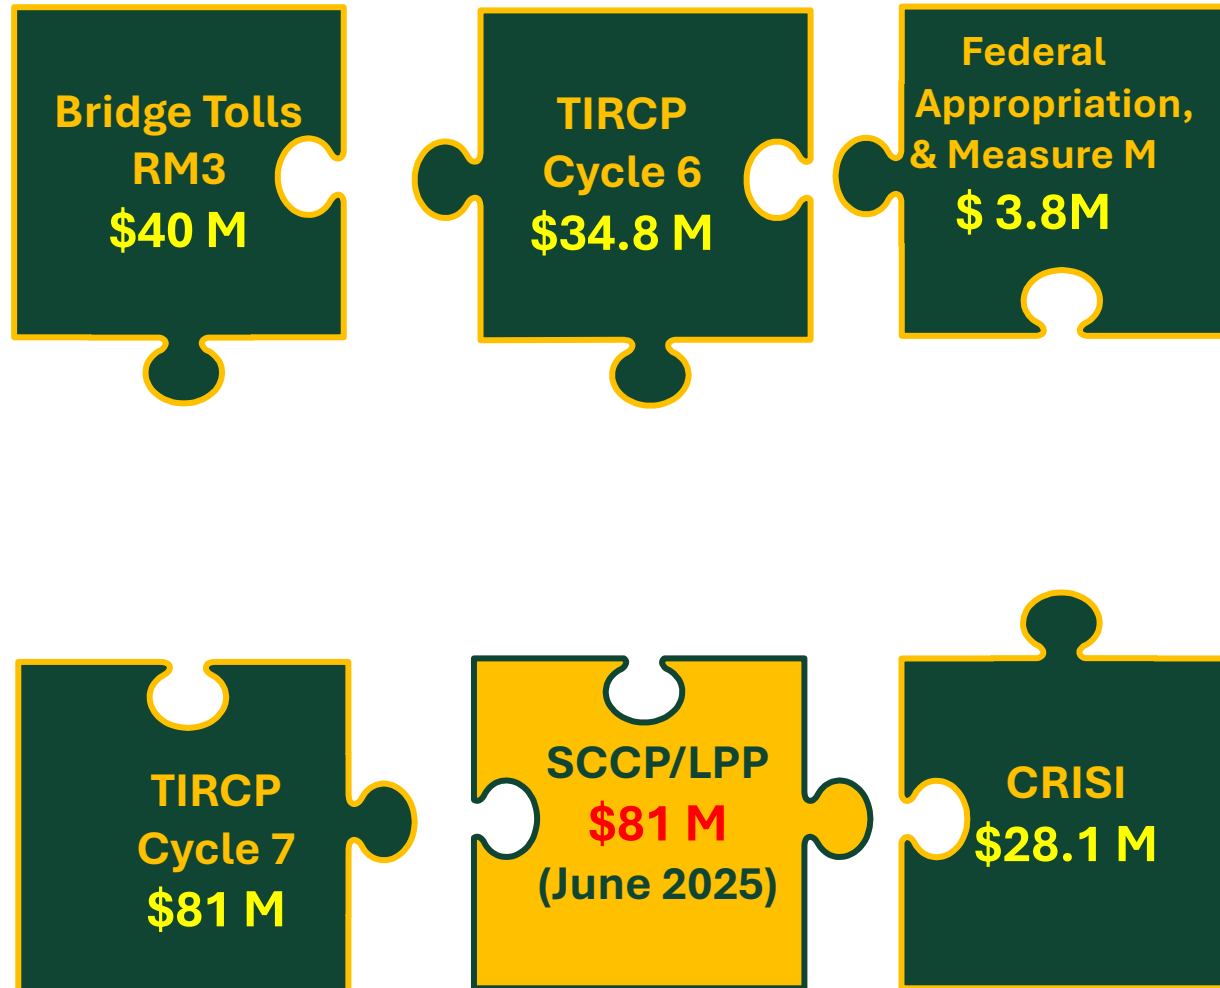 Bridge Tolls
RM3
$40 M
TIRCP
Cycle 6
$34.8 M
Federal
Appropriation,
& Measure M
$ 3.8M
TIRCP
Cycle 7
$81 M
SCCP/LPP
$81 M
(June 2025)
CRISI
$28.1 M